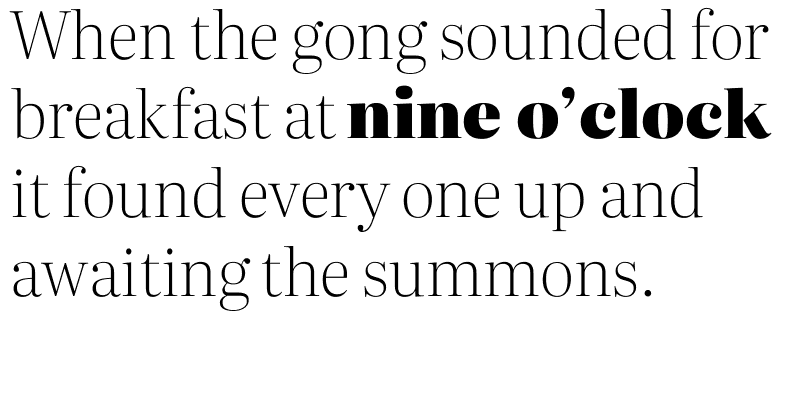 When the gong sounded for
breakfast at nine o’clock
it found every one up and
awaiting the summons.